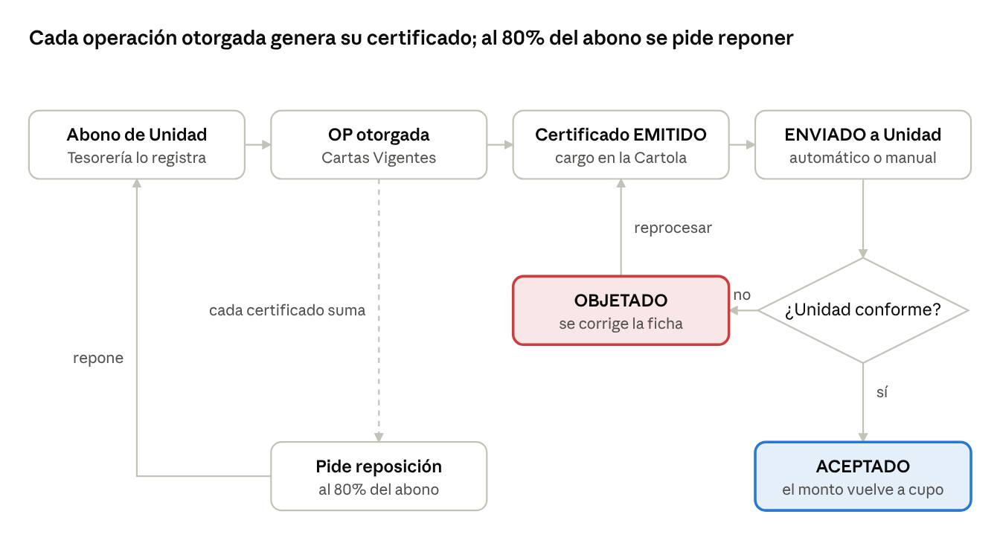 Cada operación otorgada genera su certificado; al 80% del abono se pide reponer
Abono de Unidad
Tesorería lo registra
OP otorgada
Cartas Vigentes
Certificado EMITIDO
cargo en la Cartola
ENVIADO a Unidad
automático o manual
reprocesar
OBJETADO
se corrige la ficha
no
¿Unidad conforme?
cada certificado suma
repone
sí
Pide reposición
al 80% del abono
ACEPTADO
el monto vuelve a cupo